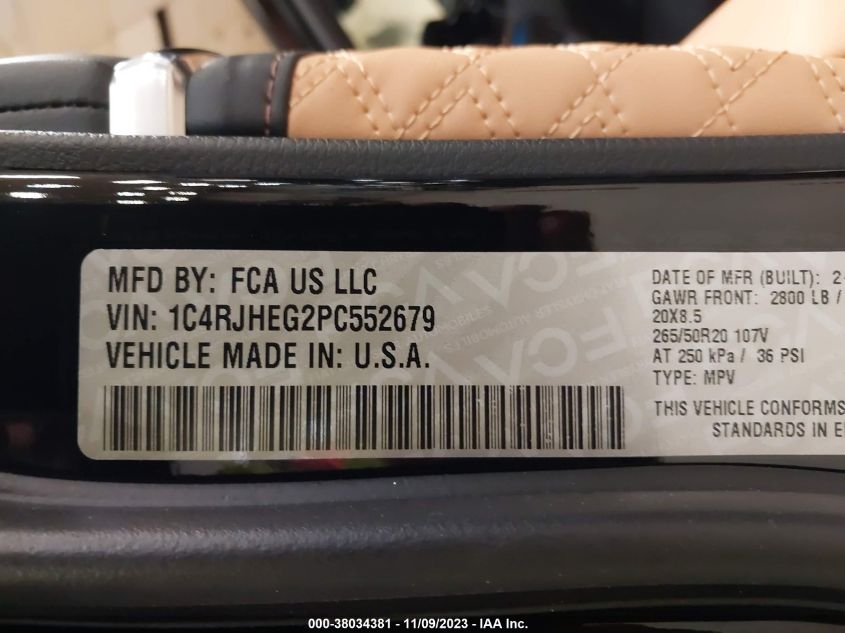 MFD BY: FCA US LLC
VIN: 1C4RJHEG2PC552679
VEHICLE MADE IN: U.S.A.
DATE OF MFR (BUILT): 2-
GAWR FRONT: 2800 LB /
20X8.5
265/50R20 107V
AT 250 kPa / 36 PSI
TYPE: MPV
THIS VEHICLE CONFORMS
STANDARDS IN
000-38034381 - 11/09/2023 - IAA Inc.